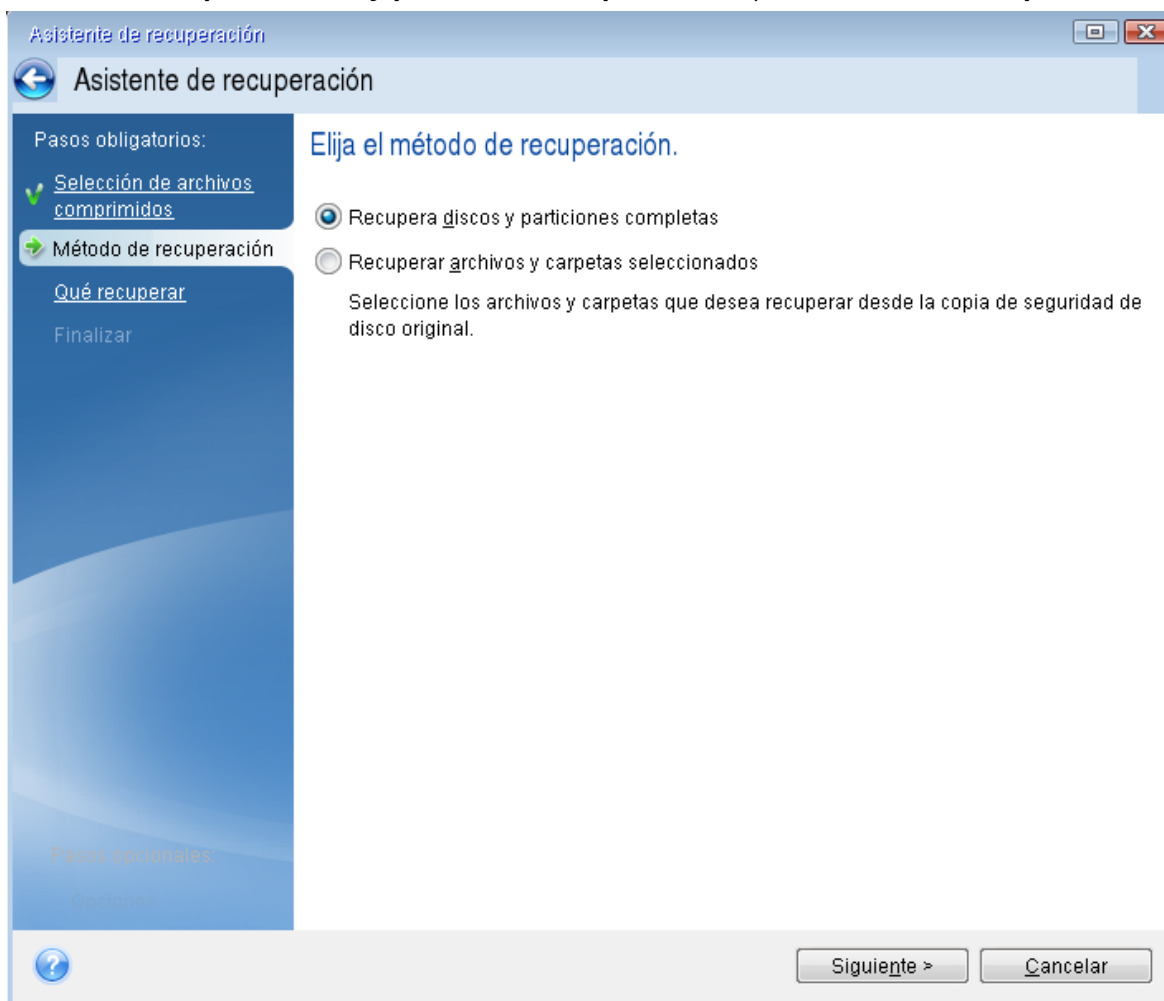 Asistente de recuperación
Asistente de recuperación
Pasos obligatorios:
Selección de archivos
comprimidos
Método de recuperación
Qué recuperar
Finalizar
Pasos opcionales:
Opciones
Elija el método de recuperación.
Recupera discos y particiones completas
Recuperar archivos y carpetas seleccionados
Seleccione los archivos y carpetas que desea recuperar desde la copia de seguridad de
disco original.
Siguiente >
Cancelar